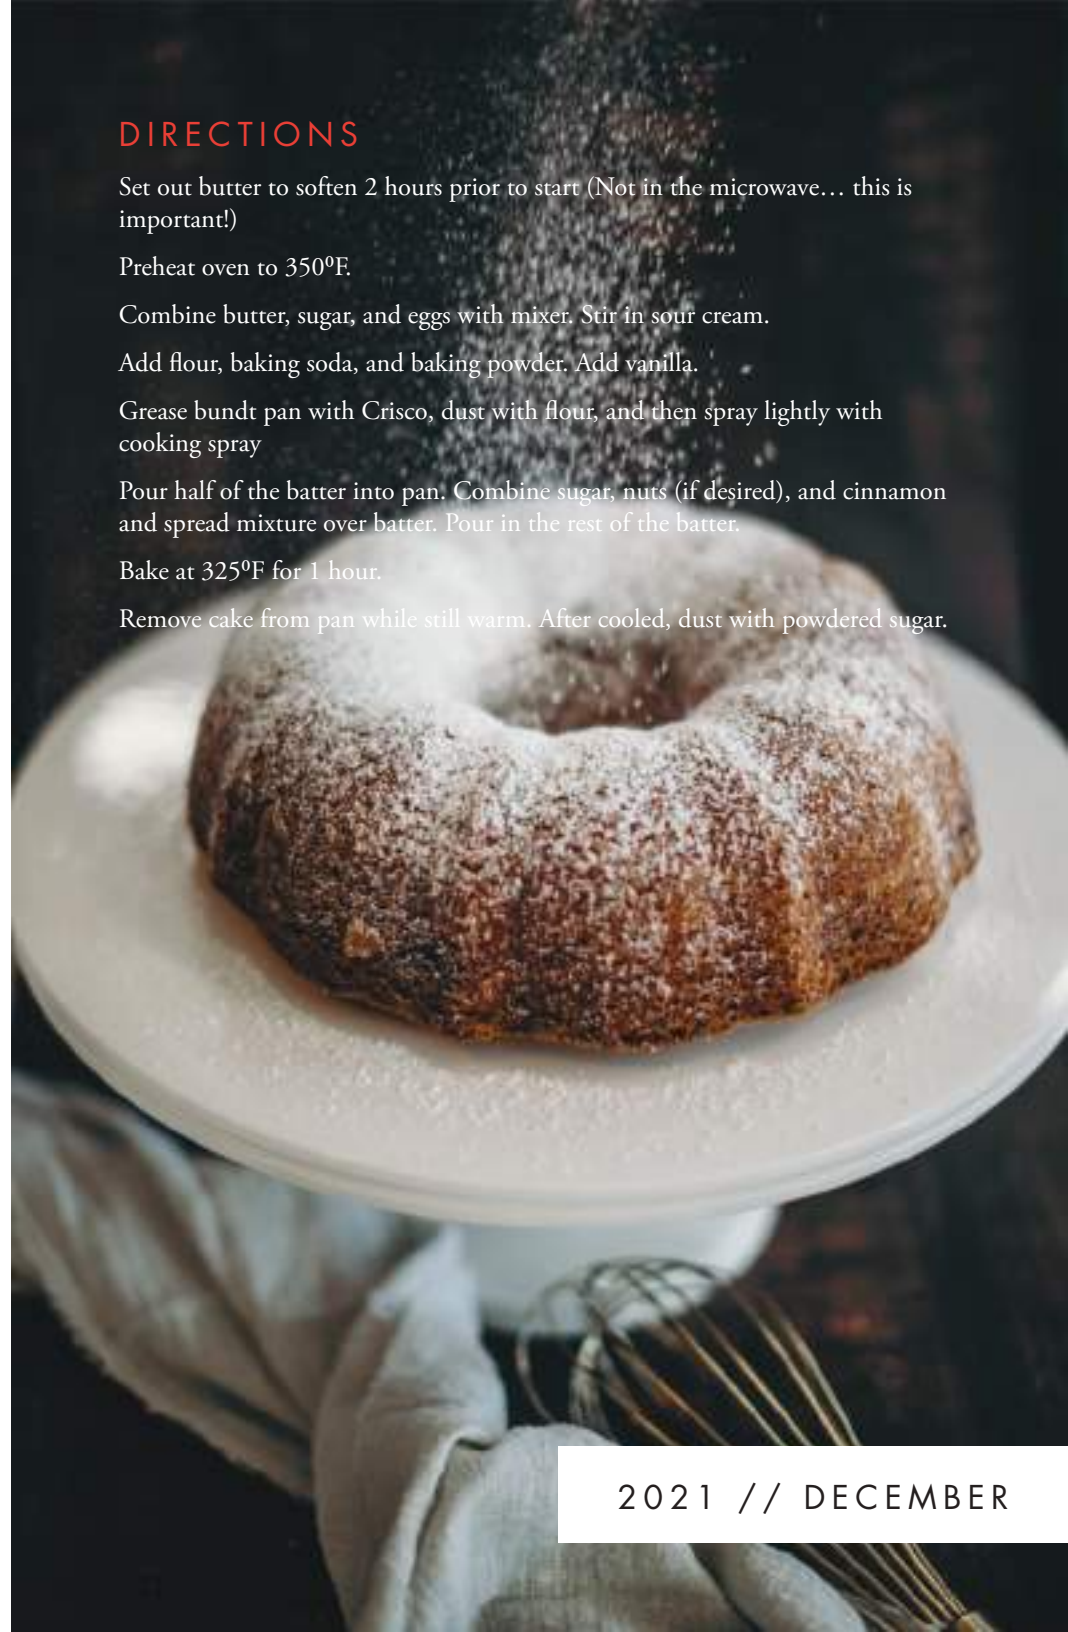 DIRECTIONS
Set out butter to soften 2 hours prior to start (Not in the microwave… this is
important!)
Preheat oven to 350ºF.
Combine butter, sugar, and eggs with mixer. Stir in sour cream.
Add flour, baking soda, and baking powder. Add vanilla.
Grease bundt pan with Crisco, dust with flour, and then spray lightly with
cooking spray
Pour half of the batter into pan. Combine sugar, nuts (if desired), and cinnamon
and spread mixture over batter. Pour in the rest of the batter.
Bake at 325ºF for 1 hour.
Remove cake from pan while still warm. After cooled, dust with powdered sugar.
2021 // DECEMBER